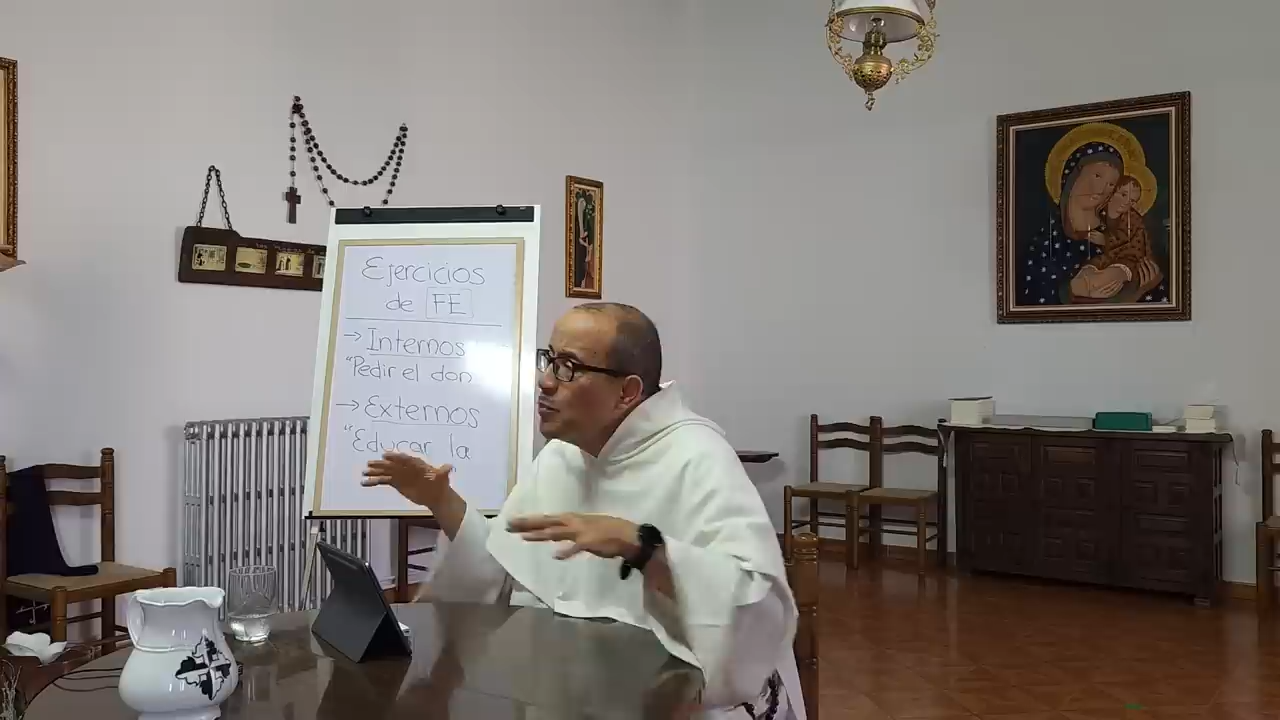 Ejercicios
de FE
→ Internos
"Pedir el don
→ Externos
"Educar la